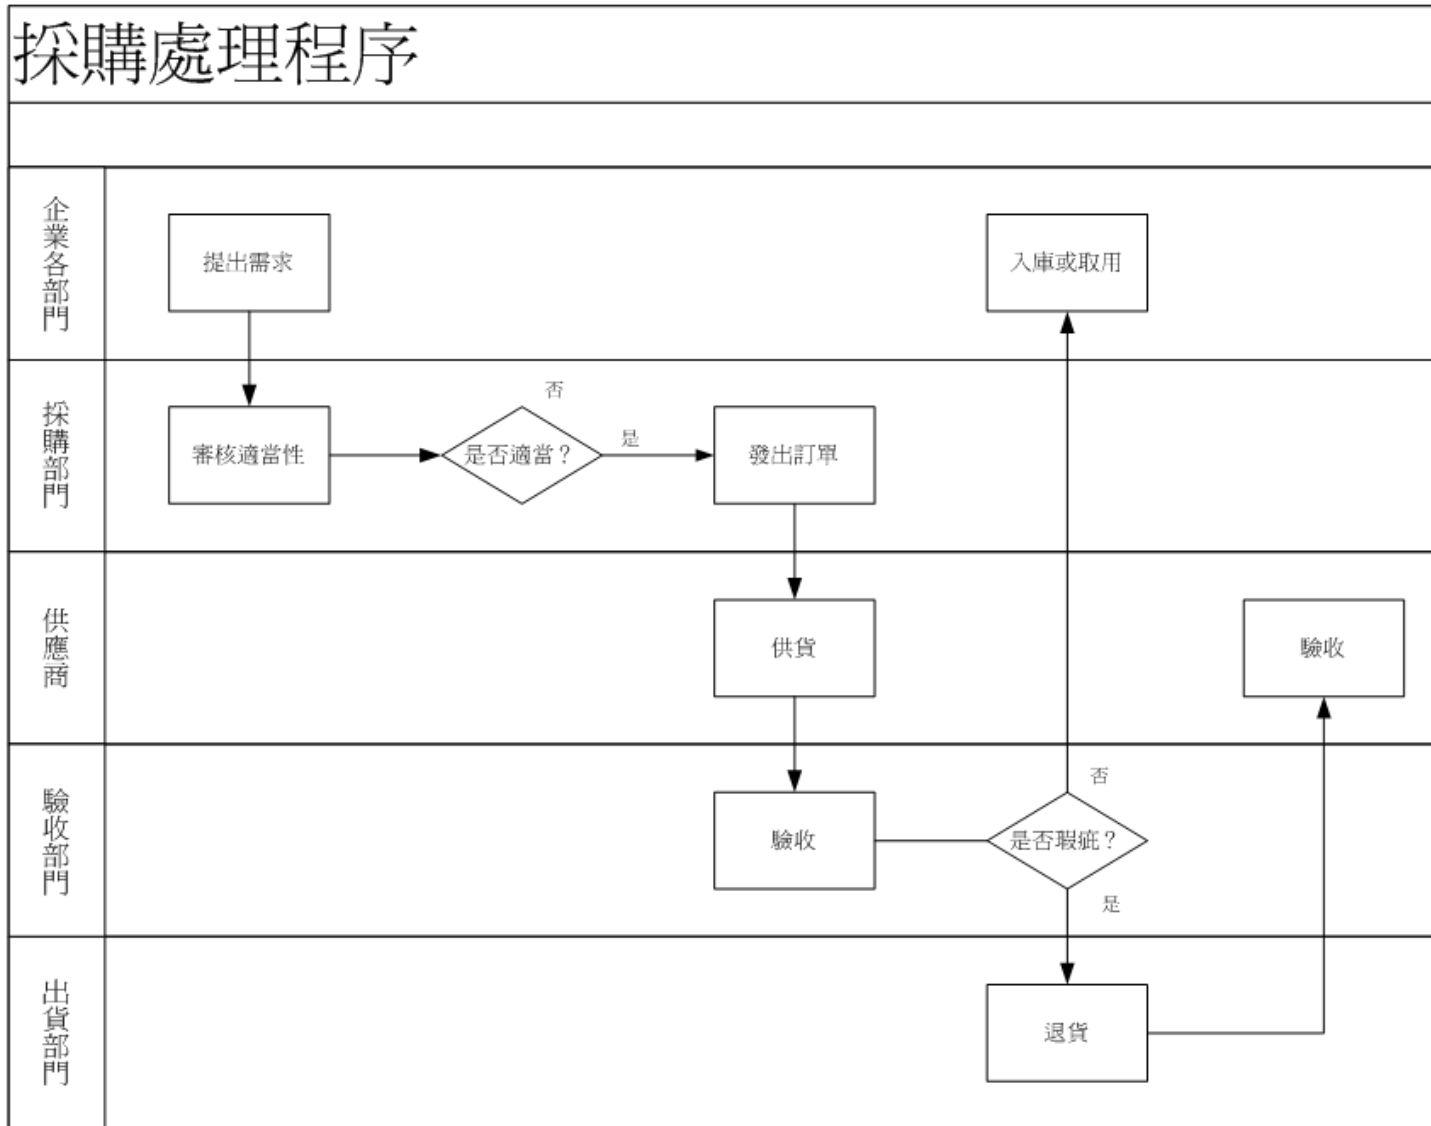 採購處理程序
企業各部門
提出需求
入庫或取用
採購部門
審核適當性
是否適當？
否
是
發出訂單
供應商
供貨
驗收
驗收部門
驗收
是否瑕疵？
否
是
出貨部門
退貨